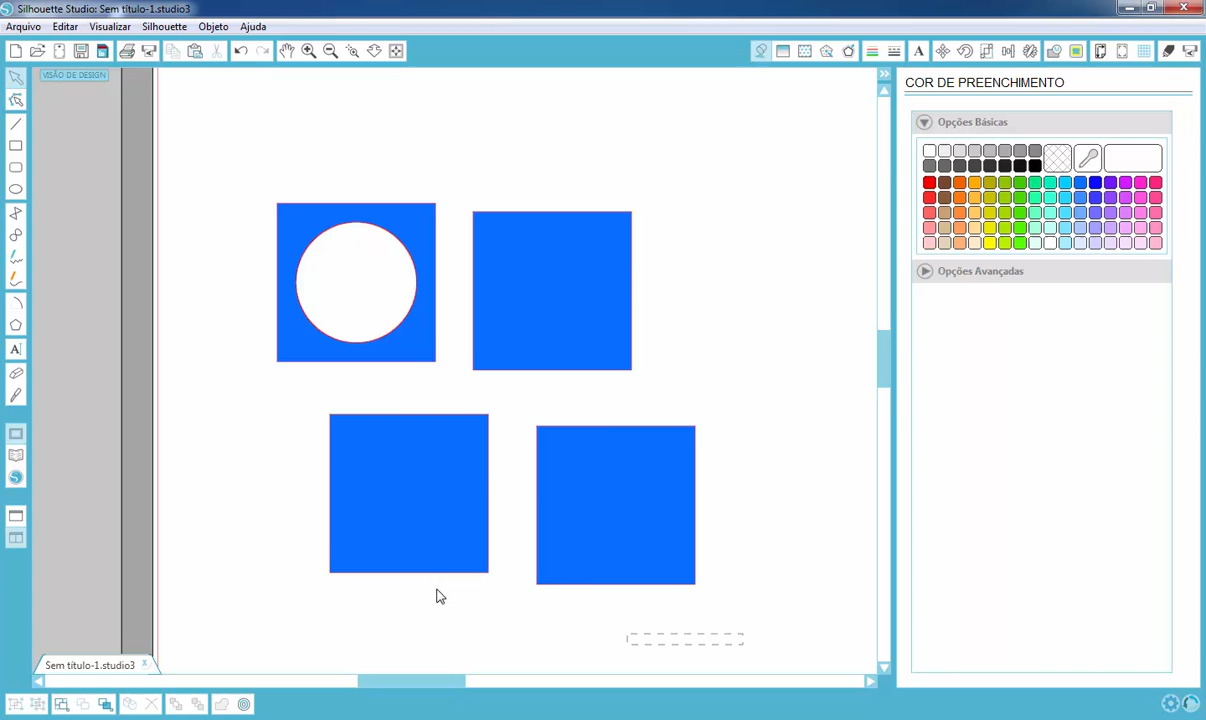 Silhouette Studio: Sem título-1.studio3
Arquivo Editar Visualizar Silhouette Objeto Ajuda
VISÃO DE DESIGN
COR DE PREENCHIMENTO
Opções Básicas
Opções Avançadas
Sem título-1.studio3